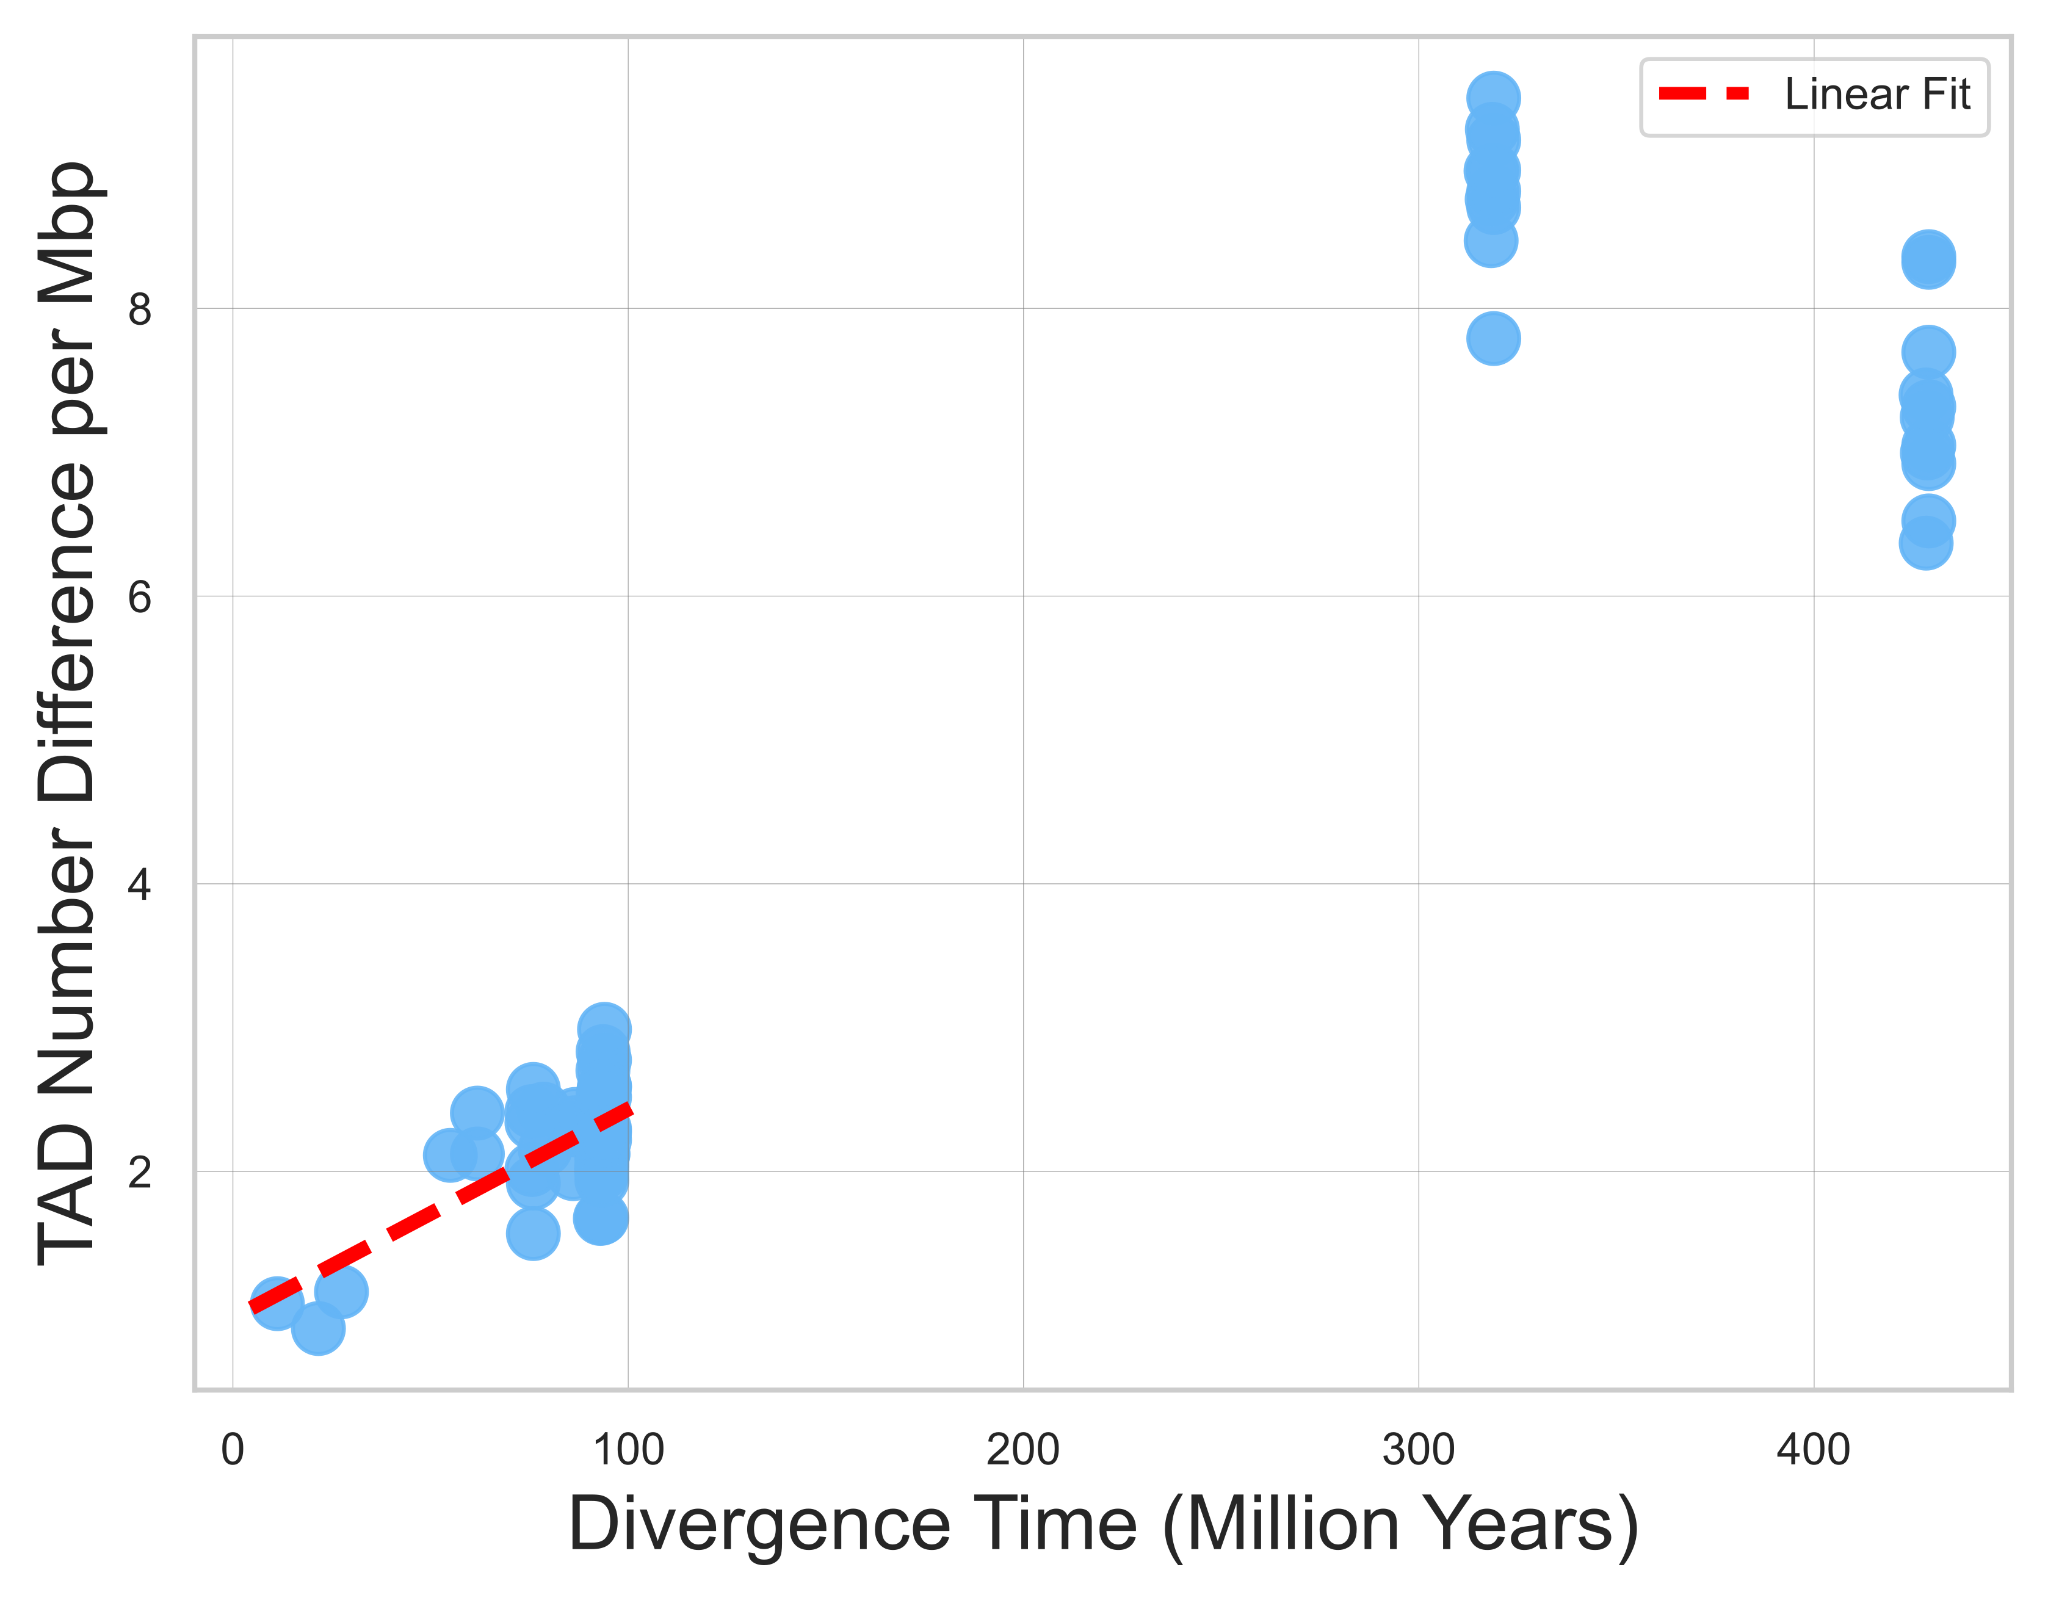 Linear Fit
TAD Number Difference per Mbp
8
6
4
2
0 100 200 300 400
Divergence Time (Million Years)